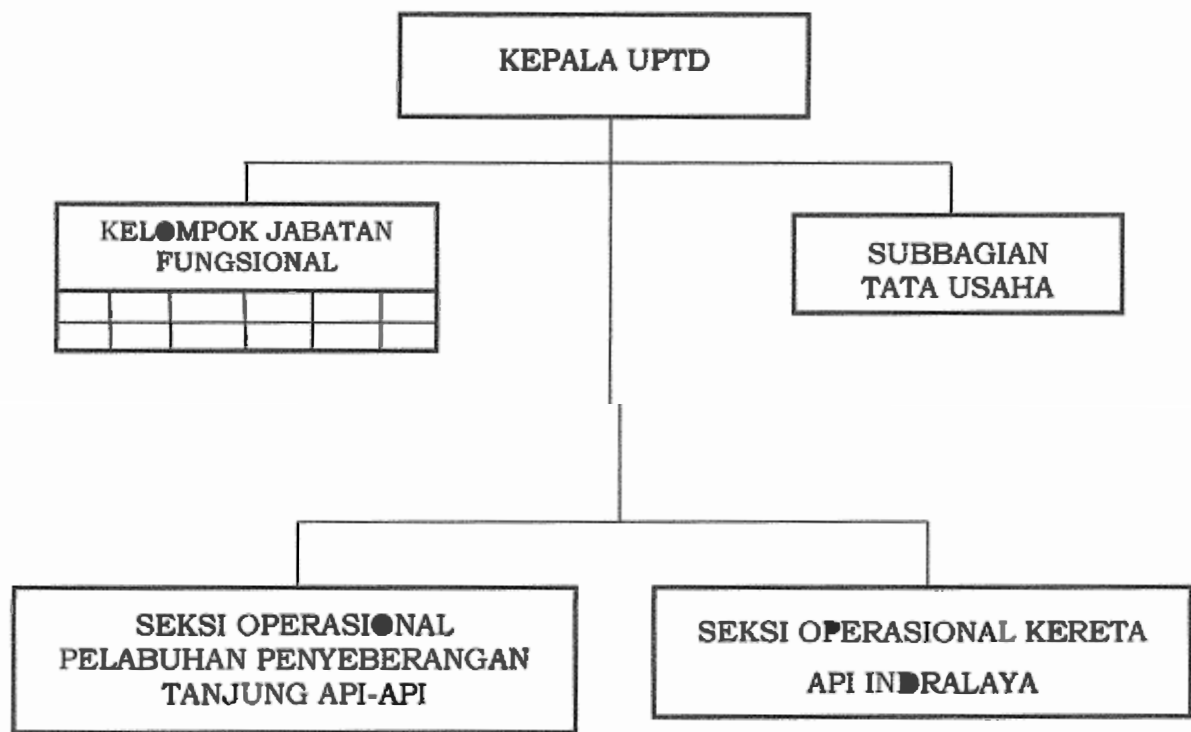 KEPALA UPTD
KELOMPOK JABATAN
FUNGSIONAL
SUBBAGIAN
TATA USAHA
SEKSI OPERASIONAL
PELABUHAN PENYEBERANGAN
TANJUNG API-API
SEKSI OPERASIONAL KERETA
API INDRALAYA